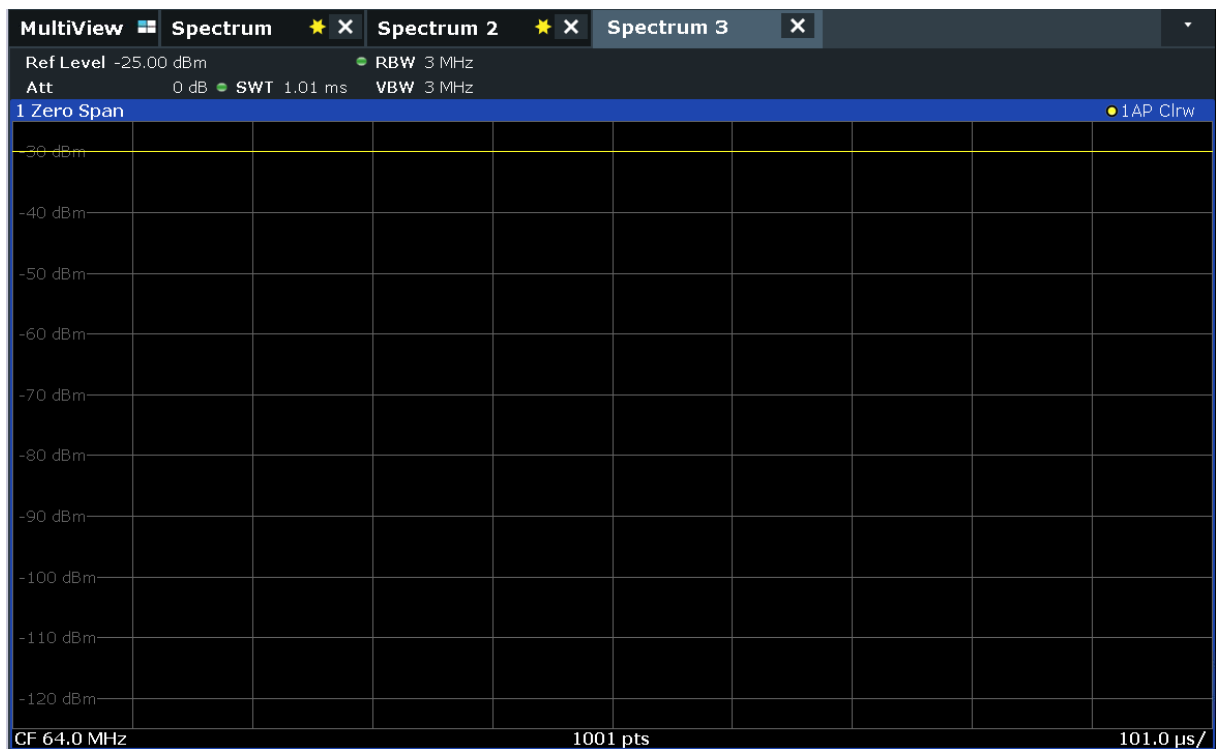 MultiView Spectrum Spectrum 2 Spectrum 3
Ref Level -25.00 dBm RBW 3 MHz
Att 0 dB SWT 1.01 ms VBW 3 MHz
1 Zero Span 1AP Clrw
-30 dBm
-40 dBm
-50 dBm
-60 dBm
-70 dBm
-80 dBm
-90 dBm
-100 dBm
-110 dBm
-120 dBm
CF 64.0 MHz 1001 pts 101.0 µs/